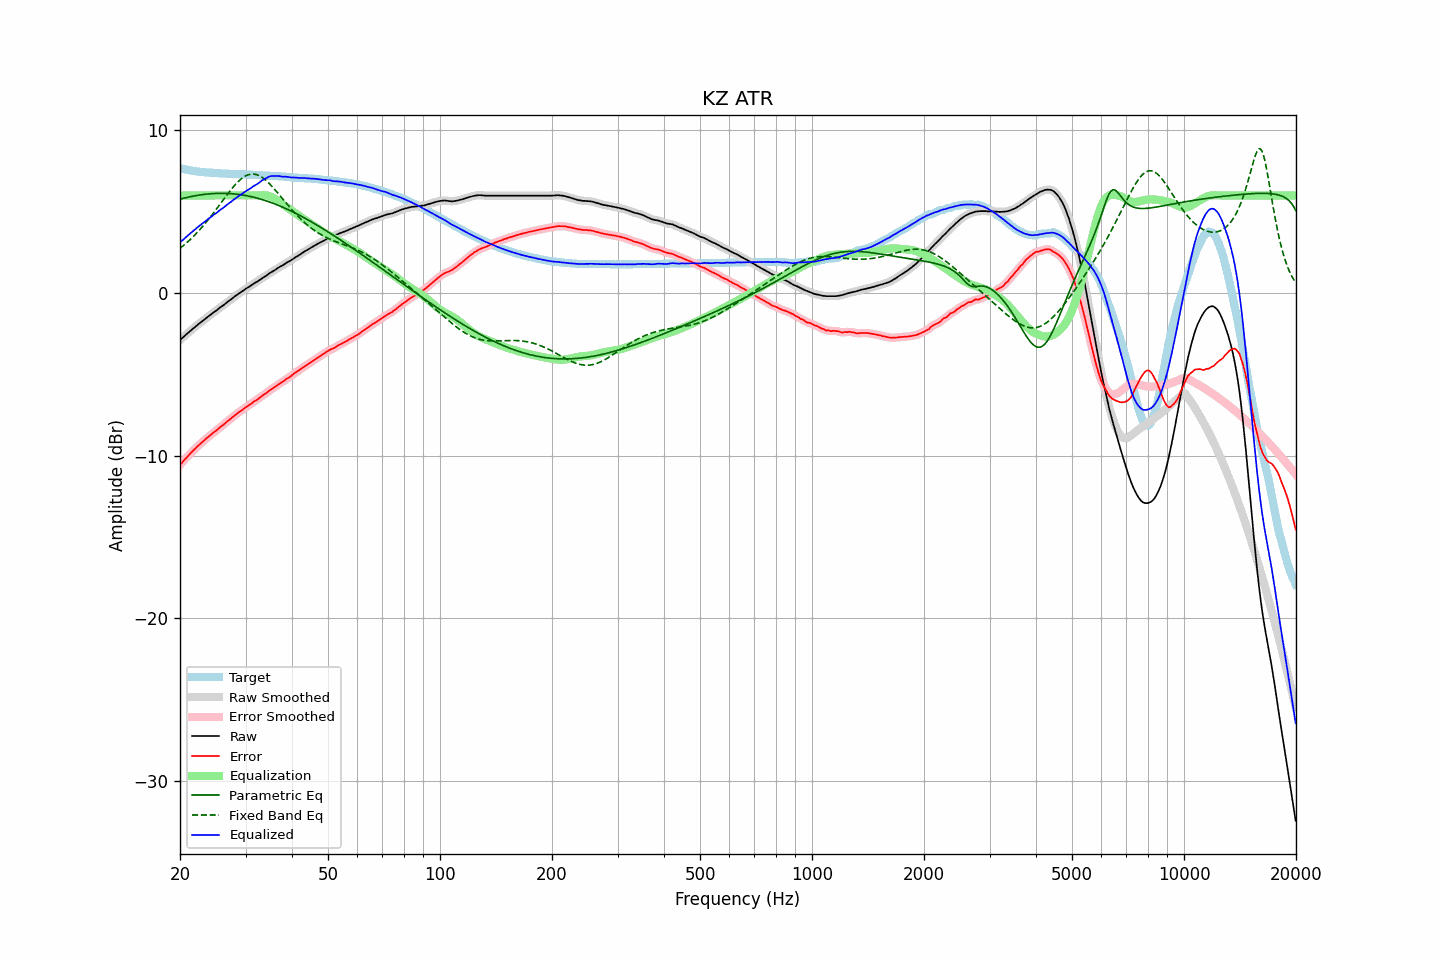 KZ ATR
10
0
−10
−20
−30
Amplitude (dBr)
Target
Raw Smoothed
Error Smoothed
Raw
Error
Equalization
Parametric Eq
Fixed Band Eq
Equalized
20 50 100 200 500 1000 2000 5000 10000 20000
Frequency (Hz)